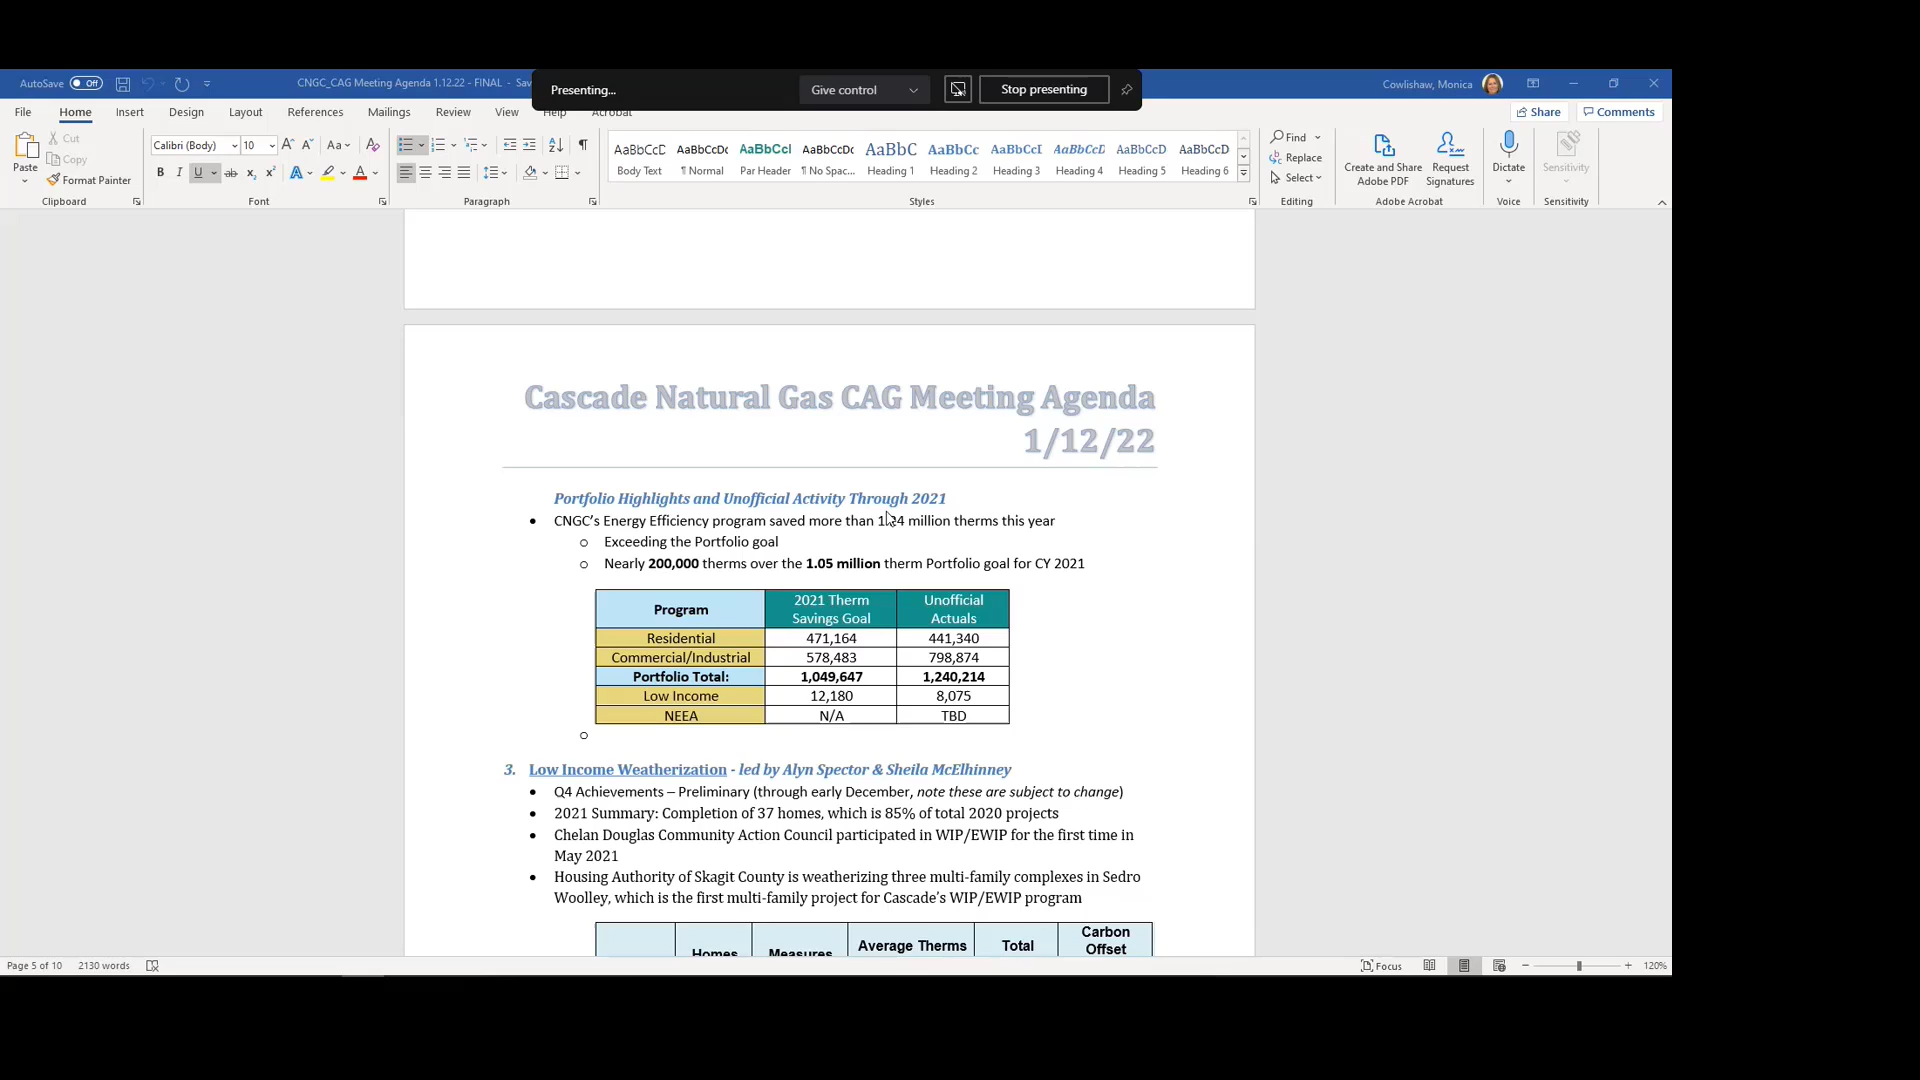 AutoSave Off
CNGC_CAG Meeting Agenda 1.12.22 - FINAL - Sav
Presenting...
Give control
Stop presenting
Cowlishaw, Monica
File Home Insert Design Layout References Mailings Review View Help Acrobat
Share Comments
Paste
Cut
Copy
Format Painter
Clipboard
Calibri (Body) 10
Font
Paragraph
AaBbCcD AaBbCcDc AaBbCcI AaBbCcDc AaBbC AaBbCc AaBbCcI AaBbCcD AaBbCcD AaBbCcD
Body Text ¶ Normal Par Header ¶ No Spac... Heading 1 Heading 2 Heading 3 Heading 4 Heading 5 Heading 6
Styles
Find
Replace
Select
Editing
Create and Share Adobe PDF
Request Signatures
Adobe Acrobat
Dictate
Voice
Sensitivity
Sensitivity
Cascade Natural Gas CAG Meeting Agenda
1/12/22
Portfolio Highlights and Unofficial Activity Through 2021
• CNGC's Energy Efficiency program saved more than 1.24 million therms this year
o Exceeding the Portfolio goal
o Nearly 200,000 therms over the 1.05 million therm Portfolio goal for CY 2021
Program 2021 Therm Savings Goal Unofficial Actuals
Residential 471,164 441,340
Commercial/Industrial 578,483 798,874
Portfolio Total: 1,049,647 1,240,214
Low Income 12,180 8,075
NEEA N/A TBD
o
3. Low Income Weatherization - led by Alyn Spector & Sheila McElhinney
• Q4 Achievements – Preliminary (through early December, note these are subject to change)
• 2021 Summary: Completion of 37 homes, which is 85% of total 2020 projects
• Chelan Douglas Community Action Council participated in WIP/EWIP for the first time in
May 2021
• Housing Authority of Skagit County is weatherizing three multi-family complexes in Sedro
Woolley, which is the first multi-family project for Cascade's WIP/EWIP program
Homes Measures Average Therms Total Carbon Offset
Page 5 of 10 2130 words
Focus
120%